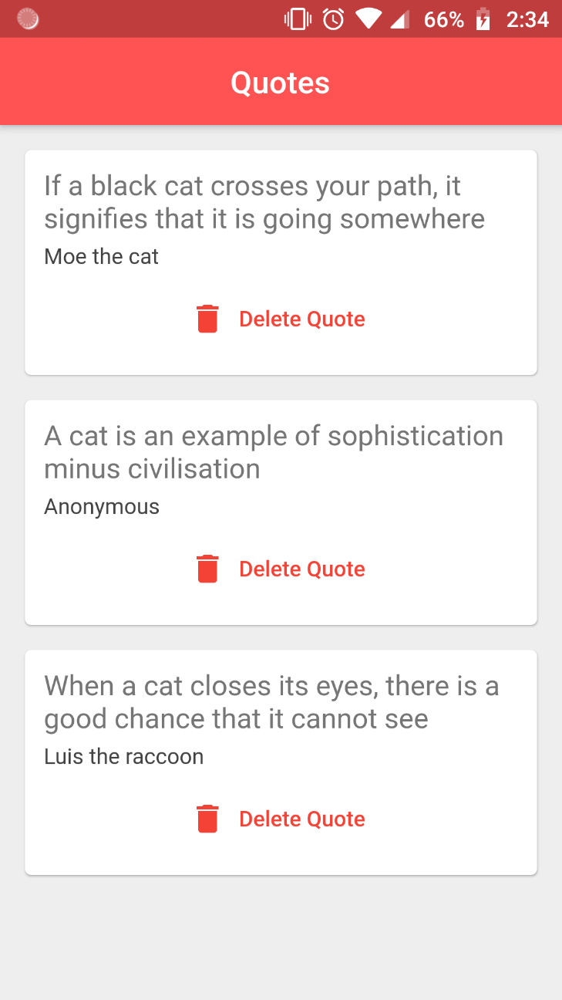 66% 2:34
Quotes
If a black cat crosses your path, it
signifies that it is going somewhere
Moe the cat
Delete Quote
A cat is an example of sophistication
minus civilisation
Anonymous
Delete Quote
When a cat closes its eyes, there is a
good chance that it cannot see
Luis the raccoon
Delete Quote